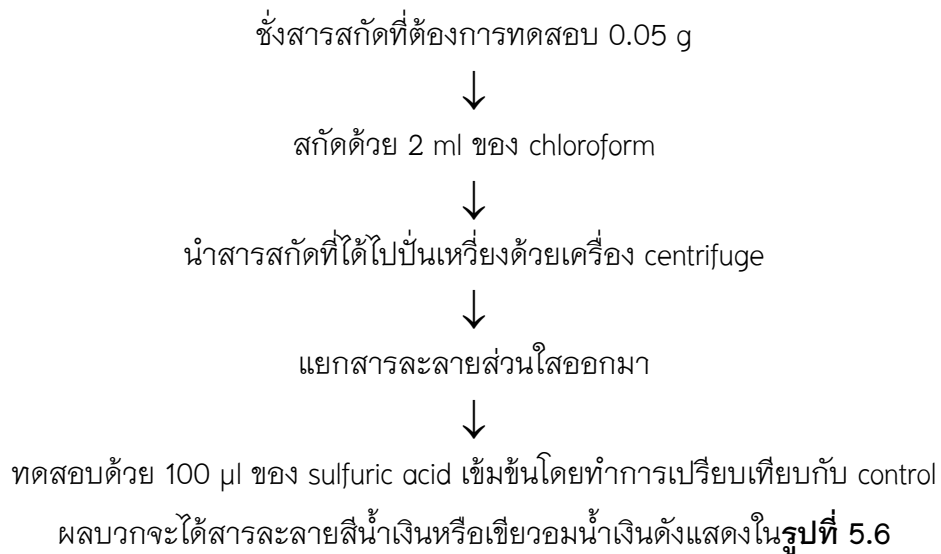 ชั่งสารสกัดที่ต้องการทดสอบ 0.05 g
↓
สกัดด้วย 2 ml ของ chloroform
↓
นำสารสกัดที่ได้ไปปั่นเหวี่ยงด้วยเครื่อง centrifuge
↓
แยกสารละลายส่วนใสออกมา
↓
ทดสอบด้วย 100 µl ของ sulfuric acid เข้มข้นโดยทำการเปรียบเทียบกับ control
ผลบวกจะได้สารละลายสีน้ำเงินหรือเขียวอมน้ำเงินดังแสดงในรูปที่ 5.6